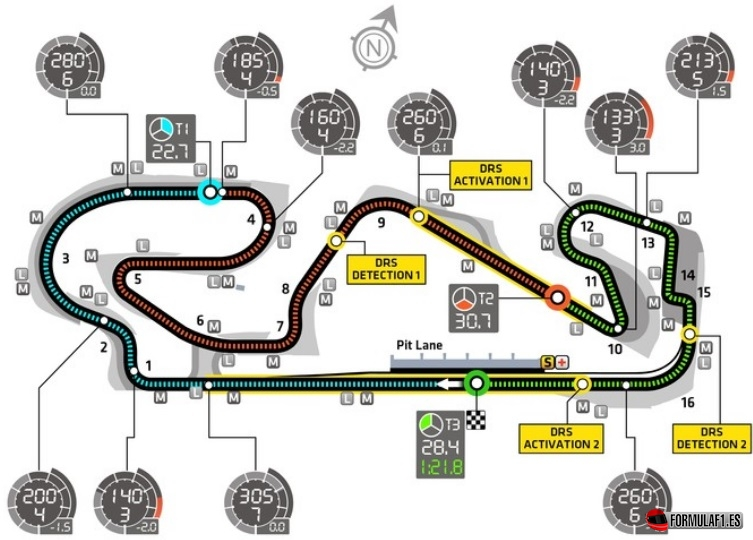 N
280
6
0.0
185
4
-0.5
160
4
-2.2
260
6
0.1
140
3
-2.2
133
3
3.0
213
5
1.5
T1
22.7
DRS
ACTIVATION 1
M L
L M
M
4
L
M
L M
9
M
L
M
12
L
M
13
L
M
3
M
L
5
L
M
DRS
DETECTION 1
8
L
M
M
T2
30.7
L
11
M
10
14
15
L
M
L
M
2
6
M
7
L
M
L M
1
Pit Lane
S +
M
L
M
L M
M
L
16
M
L
T3
28.4
1:21.8
DRS
ACTIVATION 2
DRS
DETECTION 2
200
4
-1.5
140
3
-2.0
305
7
0.0
260
6
FORMULAF1.ES